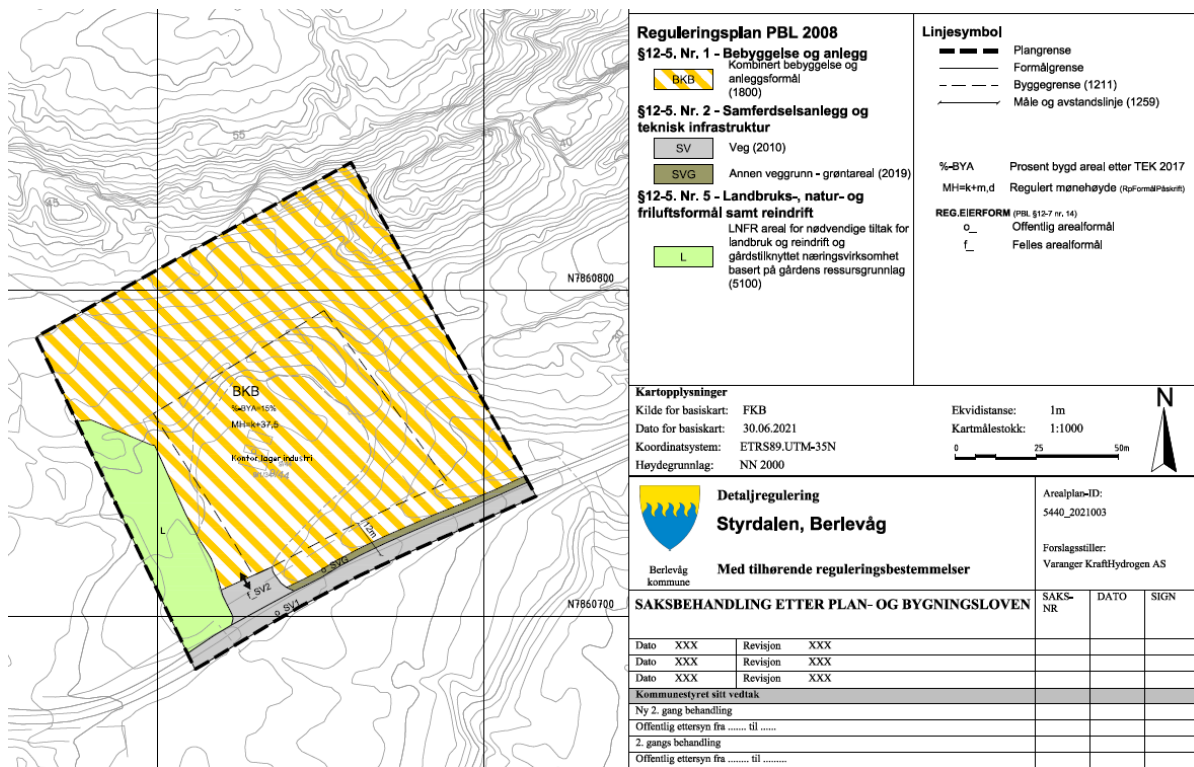 55
45
40
45
N7860800
BKB
%-BYA=15%
MH=k+37,5
Kontor lager industri
L
12m
o_SVG
f_SV2
o_SV1
N7860700
Reguleringsplan PBL 2008
§12-5. Nr. 1 - Bebyggelse og anlegg
BKB
Kombinert bebyggelse og
anleggsformål
(1800)
§12-5. Nr. 2 - Samferdselsanlegg og
teknisk infrastruktur
SV
Veg (2010)
SVG
Annen veggrunn - grøntareal (2019)
§12-5. Nr. 5 - Landbruks-, natur- og
friluftsformål samt reindrift
L
LNFR areal for nødvendige tiltak for
landbruk og reindrift og
gårdstilknyttet næringsvirksomhet
basert på gårdens ressursgrunnlag
(5100)
Linjesymbol
Plangrense
Formålgrense
Byggegrense (1211)
Måle og avstandslinje (1259)
%-BYA Prosent bygd areal etter TEK 2017
MH=k+m,d Regulert mønehøyde (RpFormålPåskrift)
REG.EIERFORM (PBL §12-7 nr. 14)
o_ Offentlig arealformål
f_ Felles arealformål
Kartopplysninger
Kilde for basiskart: FKB
Dato for basiskart: 30.06.2021
Koordinatsystem: ETRS89.UTM-35N
Høydegrunnlag: NN 2000
Ekvidistanse: 1m
Kartmålestokk: 1:1000
0 25 50m
N
Berlevåg
kommune
Detaljregulering
Styrdalen, Berlevåg
Med tilhørende reguleringsbestemmelser
Arealplan-ID:
5440_2021003
Forslagsstiller:
Varanger KraftHydrogen AS
SAKSBEHANDLING ETTER PLAN- OG BYGNINGSLOVEN
SAKS-
NR
DATO
SIGN
Dato XXX Revisjon XXX
Dato XXX Revisjon XXX
Dato XXX Revisjon XXX
Kommunestyret sitt vedtak
Ny 2. gang behandling
Offentlig ettersyn fra ........ til ......
2. gangs behandling
Offentlig ettersyn fra ........ til .........